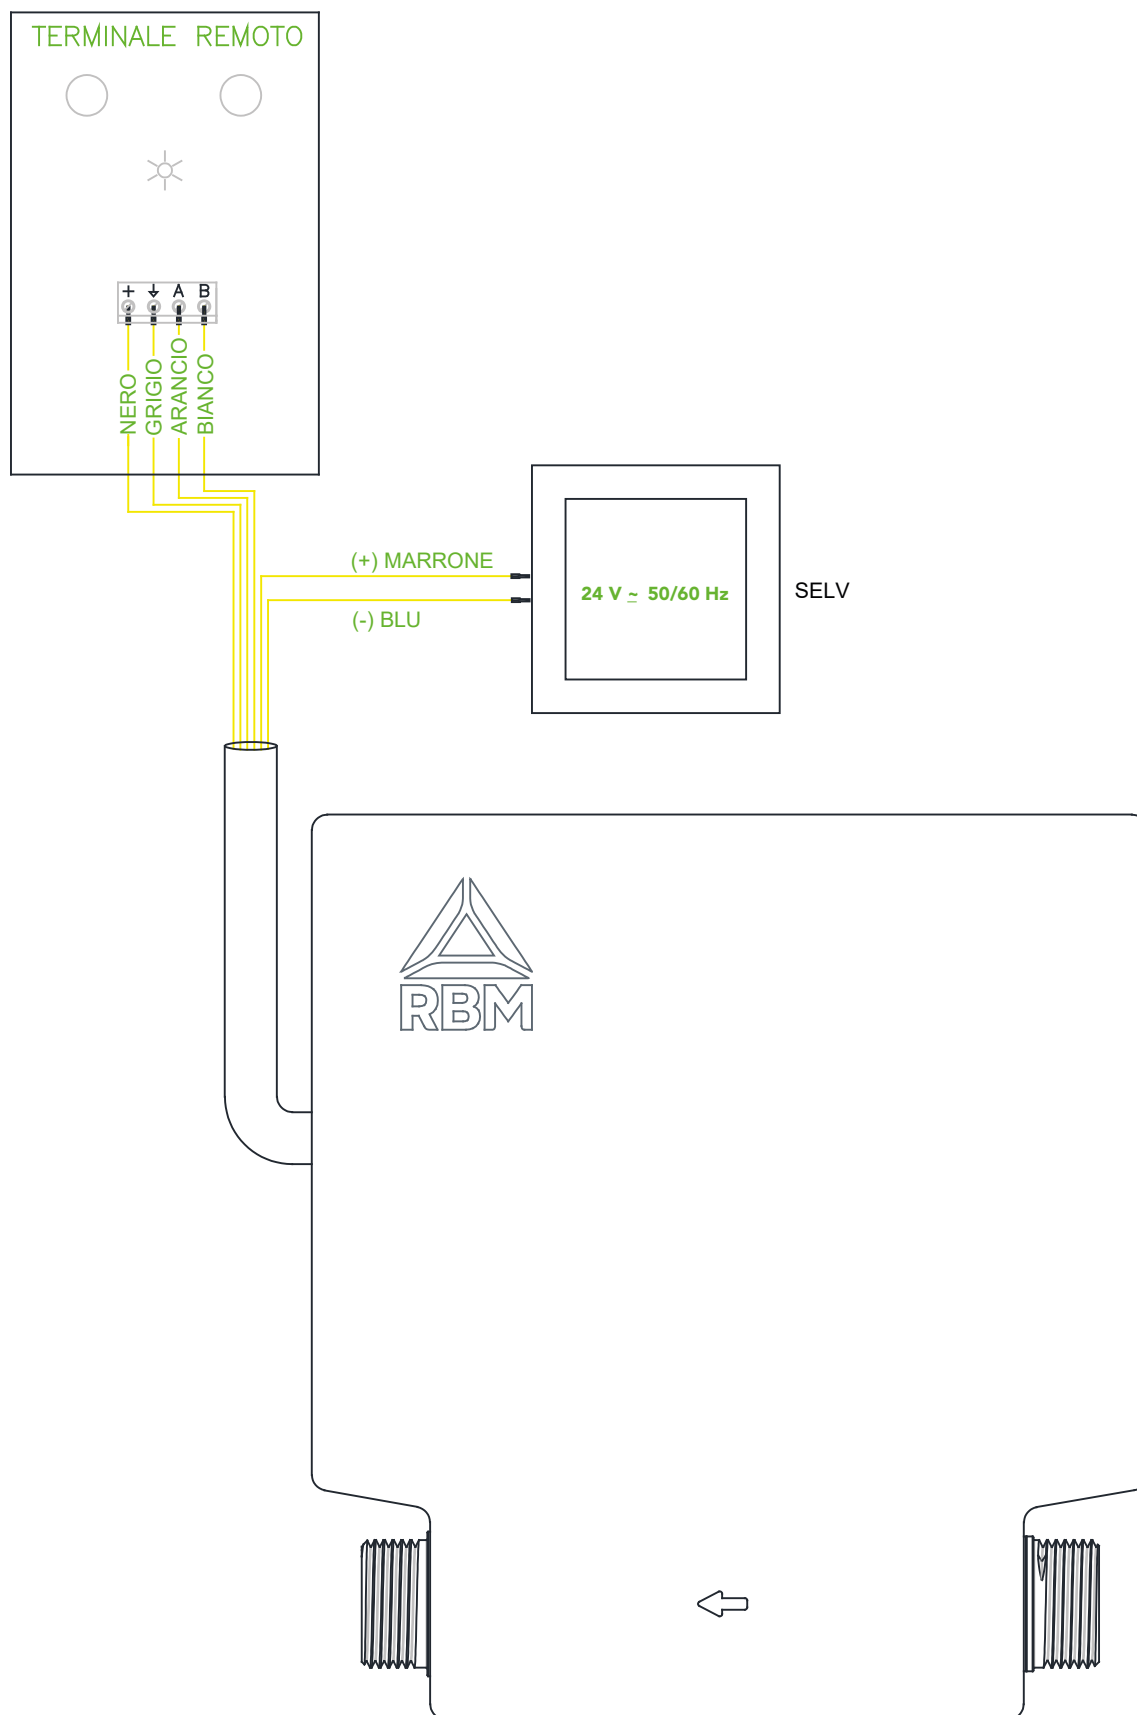 TERMINALE REMOTO
+ ⏚ A B
NERO
GRIGIO
ARANCIO
BIANCO
(+) MARRONE
24 V ~ 50/60 Hz
SELV
(-) BLU
RBM